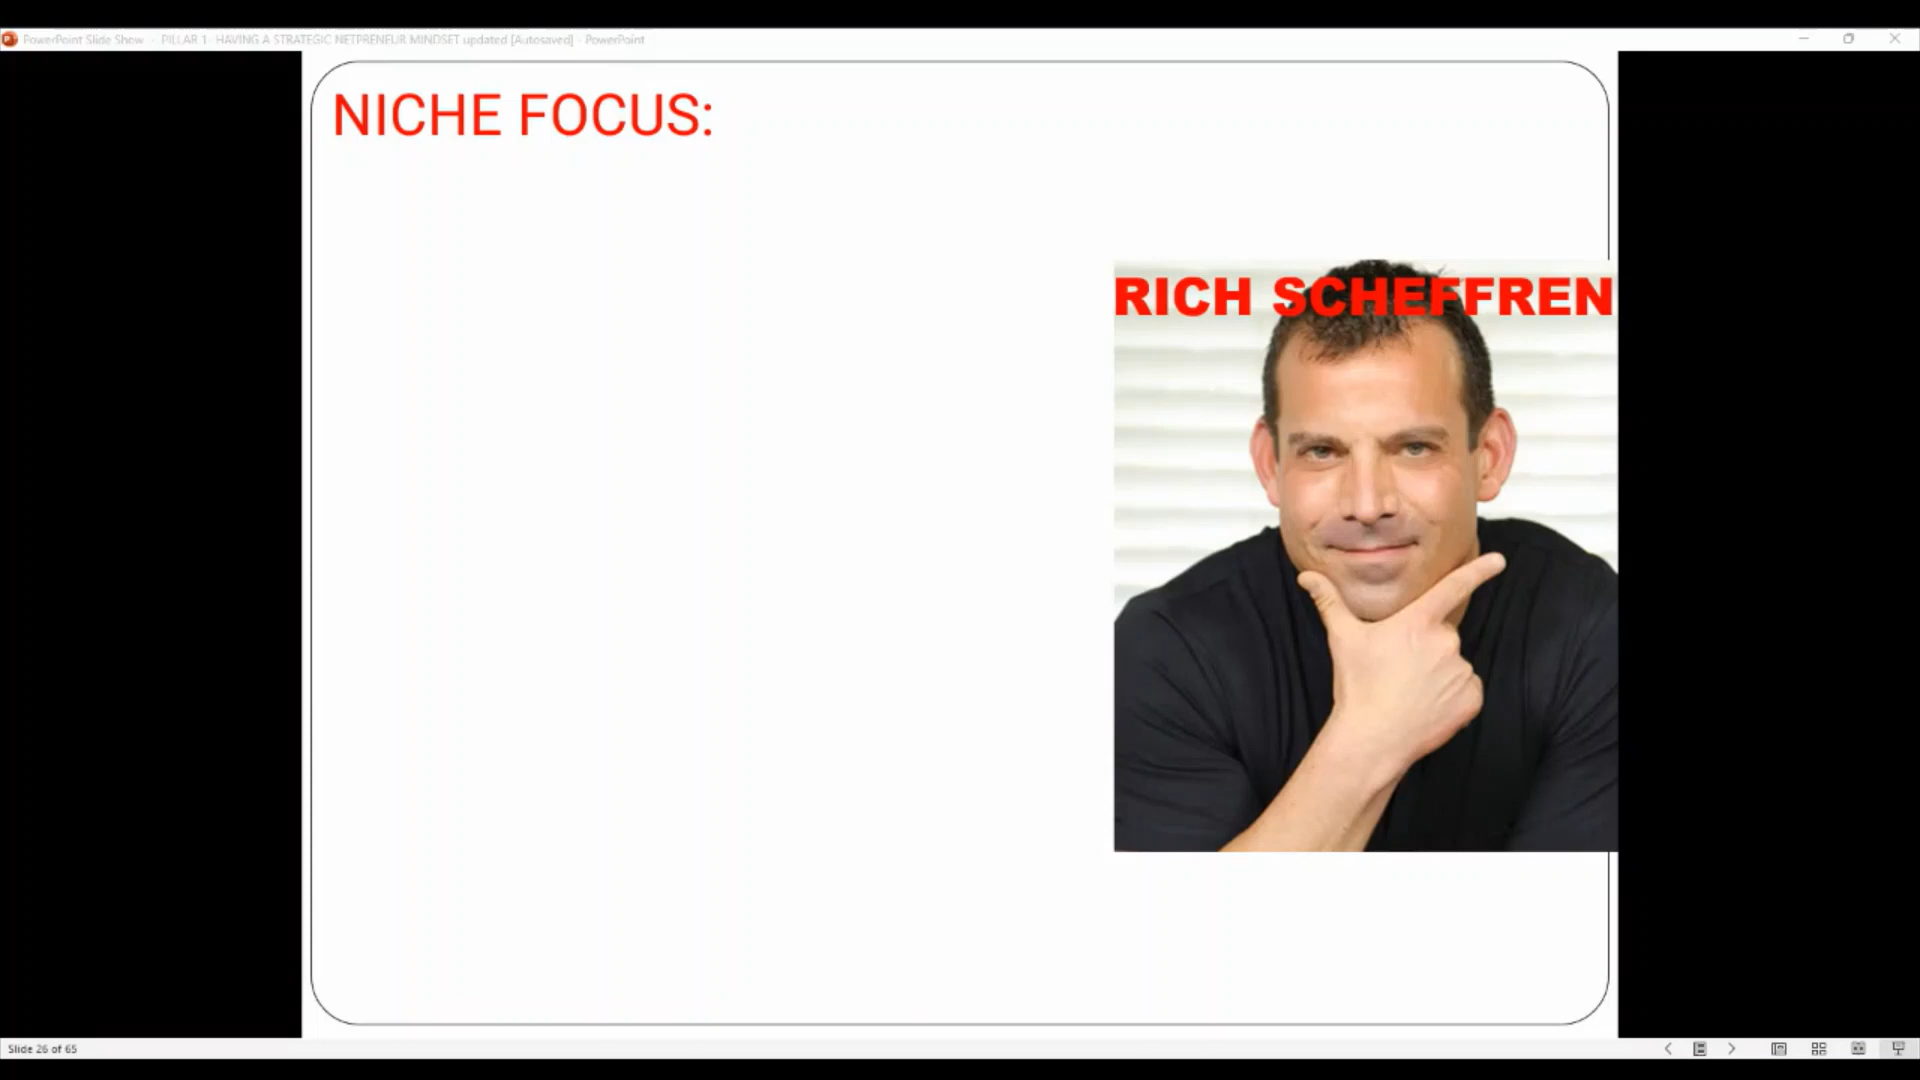 PowerPoint Slide Show - PILLAR 1- HAVING A STRATEGIC NETPRENEUR MINDSET updated [Autosaved] - PowerPoint
NICHE FOCUS:
RICH SCHEFFREN
Slide 26 of 65